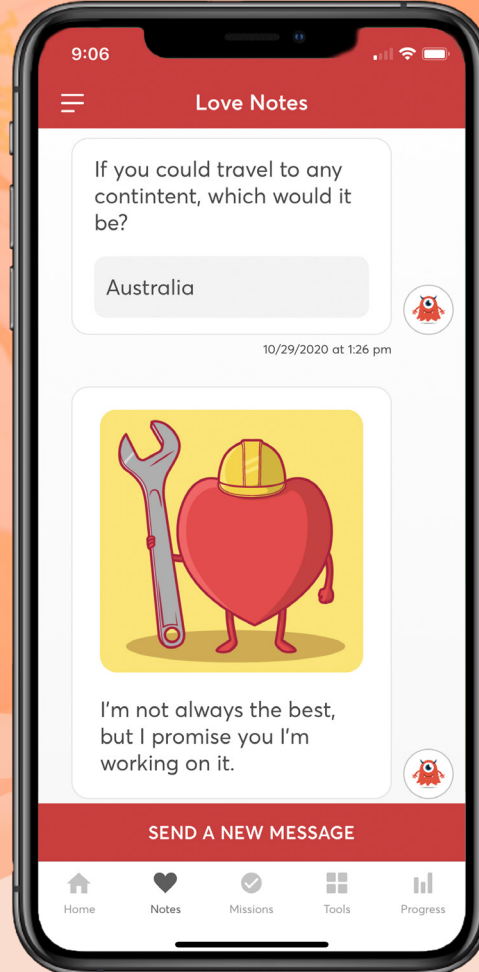 9:06
Love Notes
If you could travel to any
contintent, which would it
be?
Australia
10/29/2020 at 1:26 pm
I'm not always the best,
but I promise you I'm
working on it.
SEND A NEW MESSAGE
Home
Notes
Missions
Tools
Progress